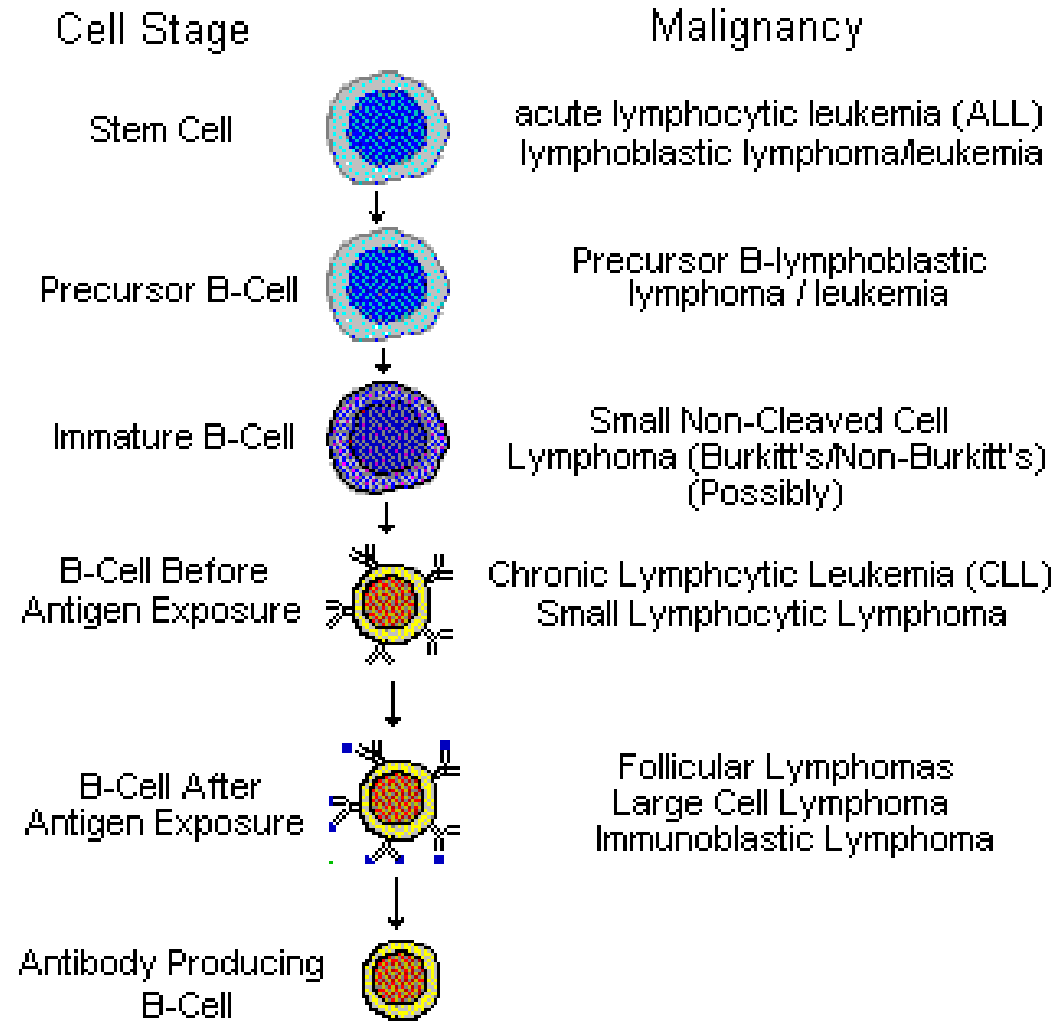 Cell Stage
Malignancy
Stem Cell
acute lymphocytic leukemia (ALL)
lymphoblastic lymphoma/leukemia
Precursor B-Cell
Precursor B-lymphoblastic
lymphoma / leukemia
Immature B-Cell
Small Non-Cleaved Cell
Lymphoma (Burkitt's/Non-Burkitt's)
(Possibly)
B-Cell Before
Antigen Exposure
Chronic Lymphcytic Leukemia (CLL)
Small Lymphocytic Lymphoma
B-Cell After
Antigen Exposure
Follicular Lymphomas
Large Cell Lymphoma
Immunoblastic Lymphoma
Antibody Producing
B-Cell